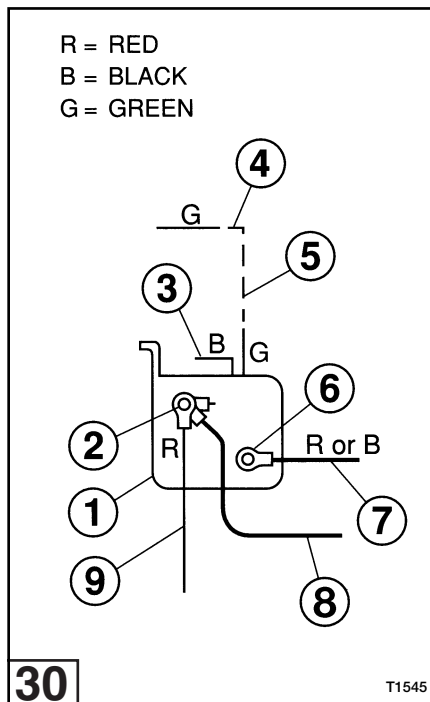 R = RED
B = BLACK
G = GREEN
4
G
5
3
B
G
6
2
R
R or B
1
7
9
8
30
T1545